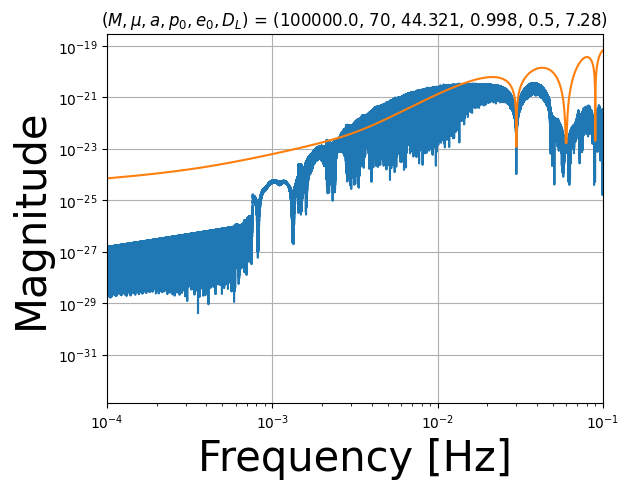 (M, μ, a, p₀, e₀, D_L) = (100000.0, 70, 44.321, 0.998, 0.5, 7.28)
10⁻¹⁹
10⁻²¹
10⁻²³
10⁻²⁵
10⁻²⁷
10⁻²⁹
10⁻³¹
Magnitude
10⁻⁴ 10⁻³ 10⁻² 10⁻¹
Frequency [Hz]